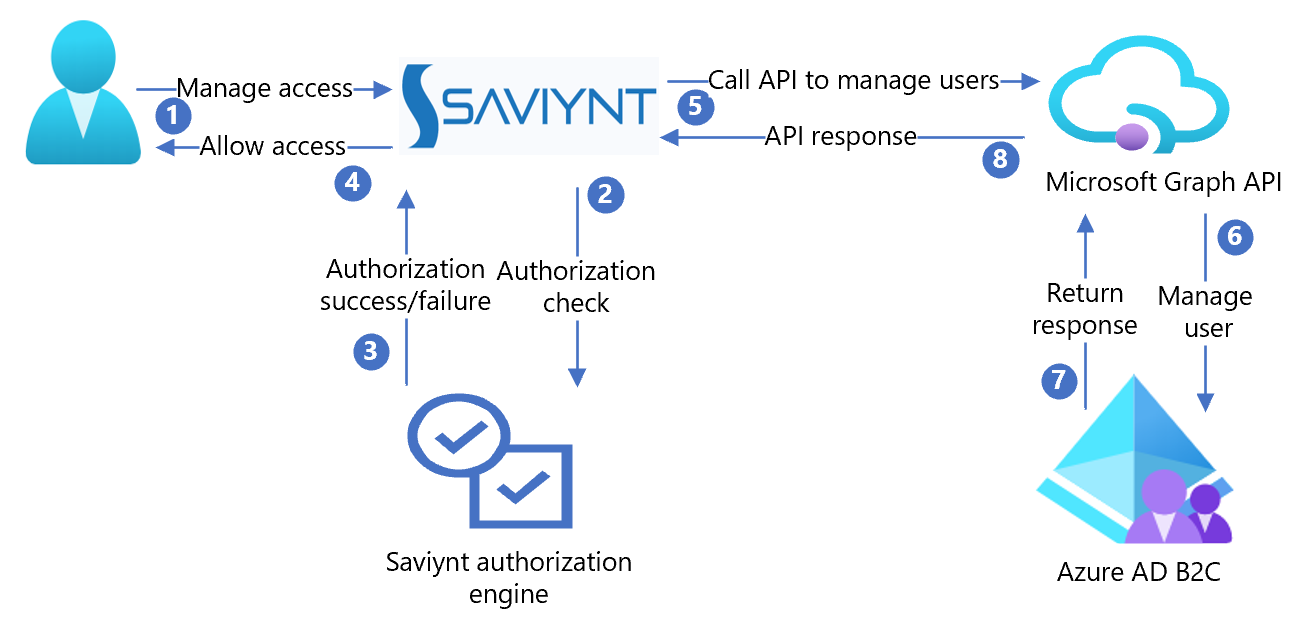 Manage access
1
Allow access
4
SAVIYNT
Call API to manage users
5
API response
8
Microsoft Graph API
2
Authorization
success/failure
3
Authorization
check
6
Return
response
7
Manage
user
Saviynt authorization
engine
Azure AD B2C